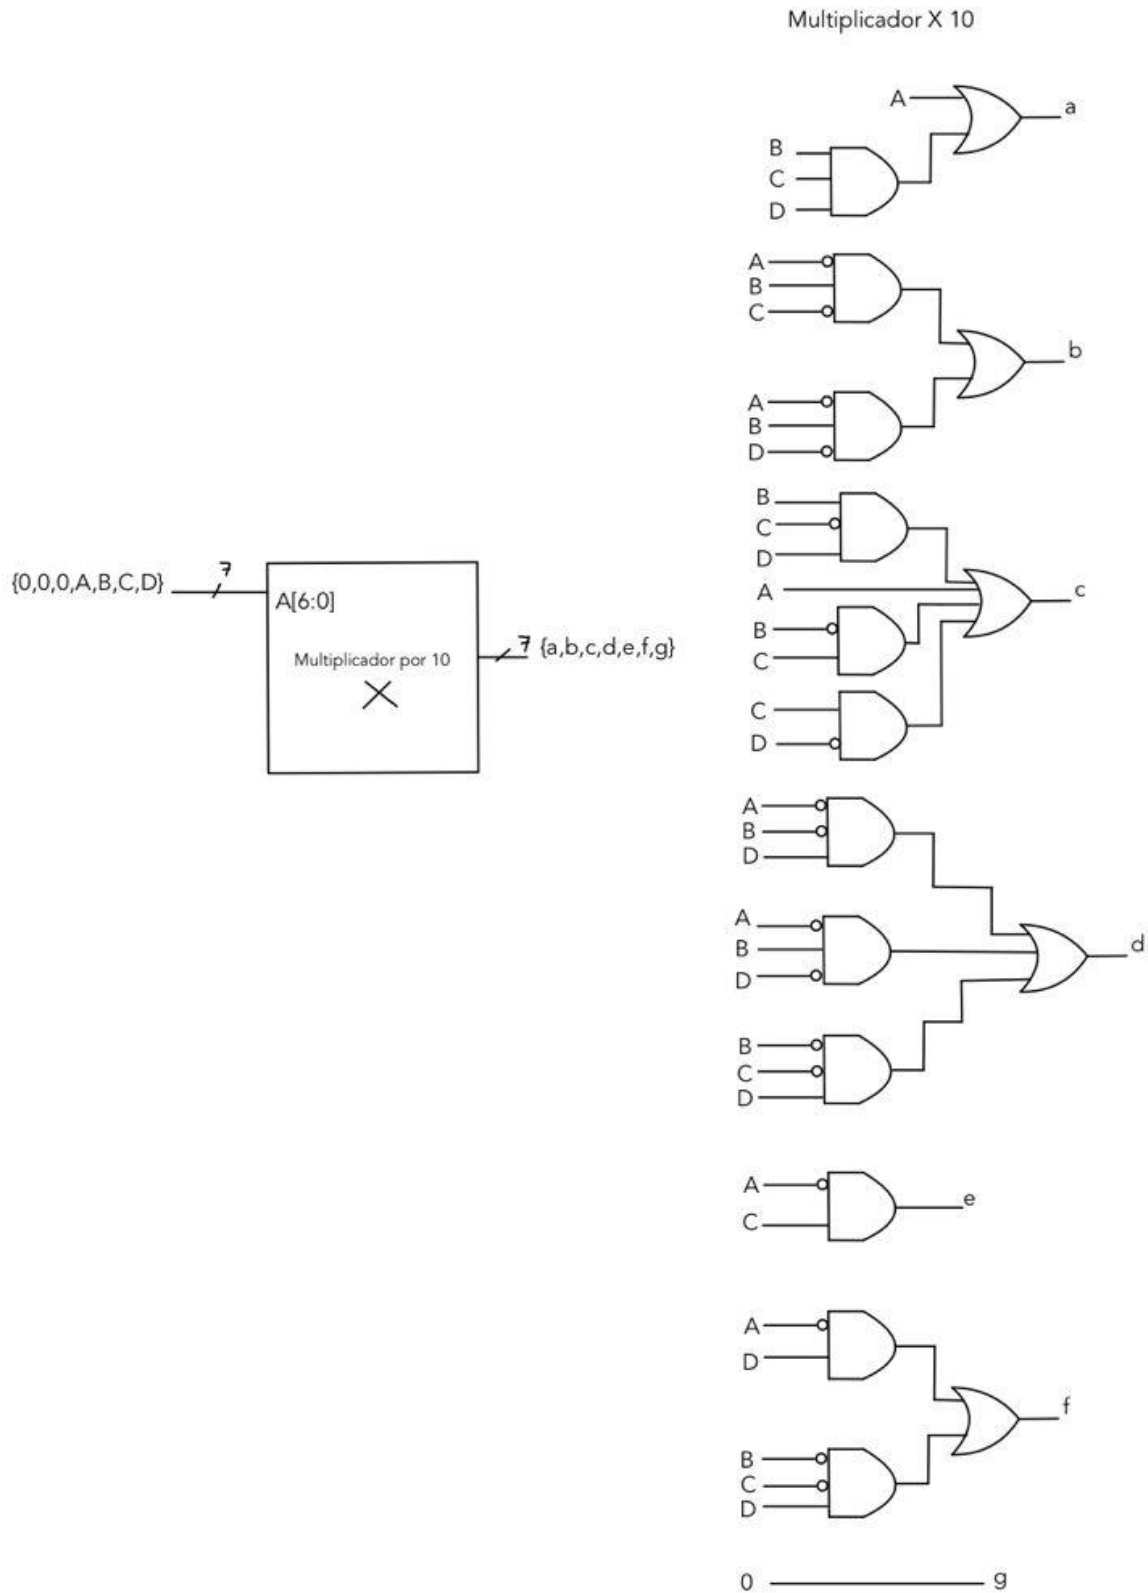 Multiplicador X 10
A
a
B
C
D
A
B
C
b
A
B
D
B
C
D
A
c
B
C
C
D
{0,0,0,A,B,C,D}
7
A[6:0]
Multiplicador por 10
7
{a,b,c,d,e,f,g}
A
B
D
A
B
D
d
B
C
D
A
C
e
A
D
f
B
C
D
0
g